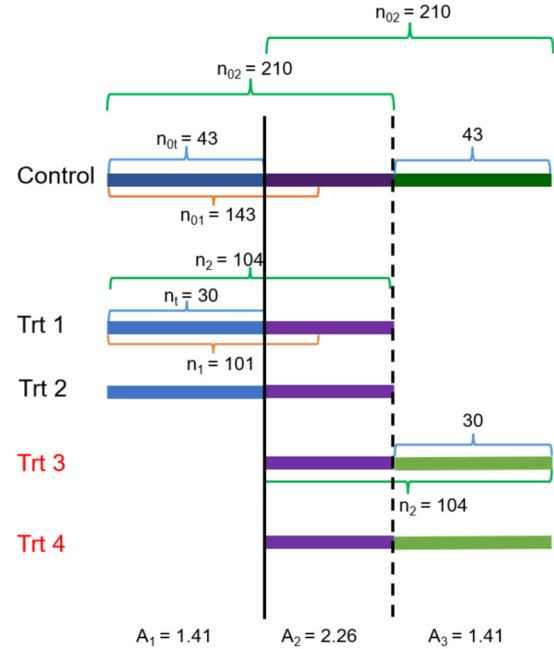 n02 = 210
n02 = 210
n0t = 43
43
Control
n01 = 143
n2 = 104
nt = 30
Trt 1
n1 = 101
Trt 2
30
Trt 3
n2 = 104
Trt 4
A1 = 1.41 A2 = 2.26 A3 = 1.41